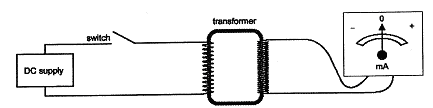 transformer
0
switch
− +
DC supply
mA